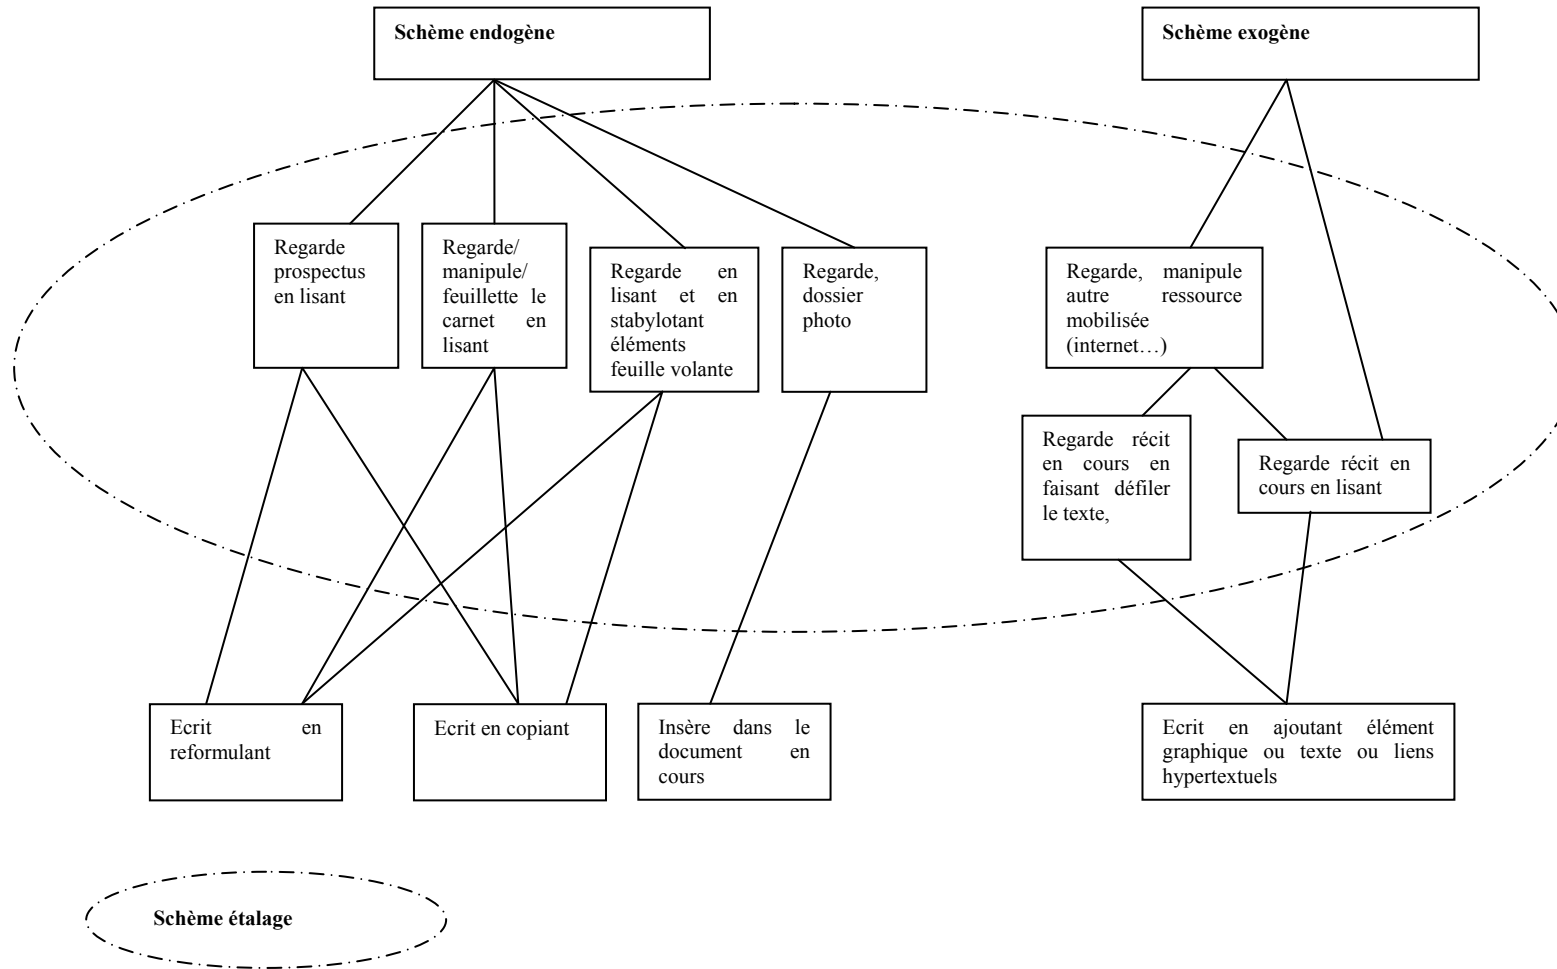 Schème endogène
Schème exogène
Regarde
prospectus
en lisant
Regarde/
manipule/
feuillette le
carnet en
lisant
Regarde en
lisant et en
stabylotant
éléments
feuille volante
Regarde,
dossier
photo
Regarde, manipule
autre ressource
mobilisée
(internet…)
Regarde récit
en cours en
faisant défiler
le texte,
Regarde récit en
cours en lisant
Ecrit en
reformulant
Ecrit en copiant
Insère dans le
document en
cours
Ecrit en ajoutant élément
graphique ou texte ou liens
hypertextuels
Schème étalage